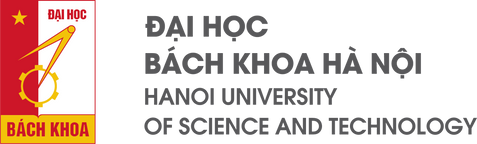 ĐẠI HỌC
BÁCH KHOA
ĐẠI HỌC
BÁCH KHOA HÀ NỘI
HANOI UNIVERSITY
OF SCIENCE AND TECHNOLOGY